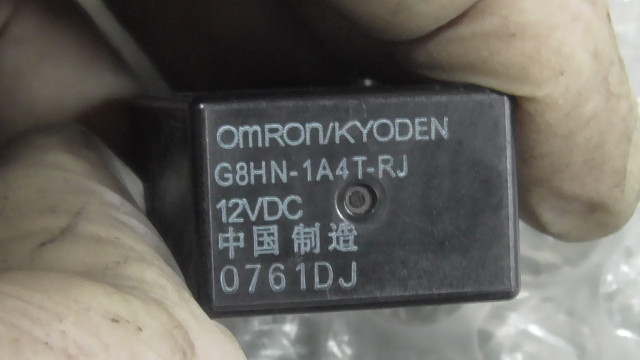 OMRON/KYODEN
G8HN-1A4T-RJ
12VDC
中国制造
0761DJ